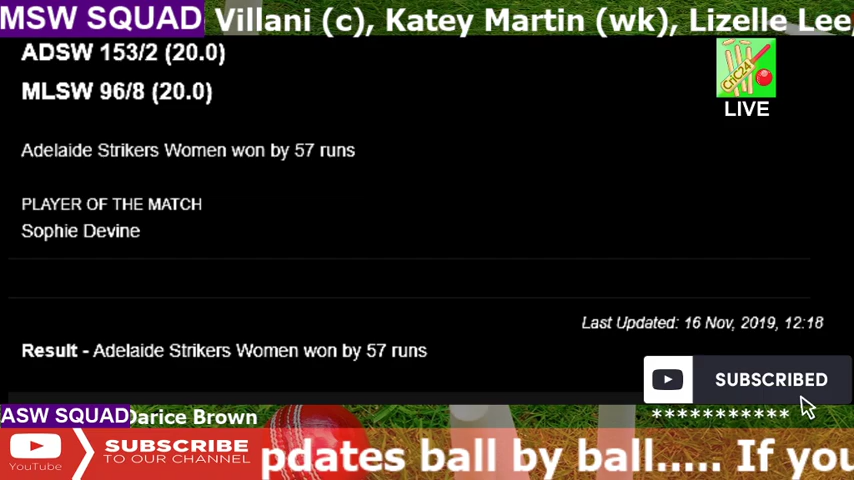 MSW SQUAD Villani (c), Katey Martin (wk), Lizelle Lee,
ADSW 153/2 (20.0)
CriC24
MLSW 96/8 (20.0)
LIVE
Adelaide Strikers Women won by 57 runs
PLAYER OF THE MATCH
Sophie Devine
Last Updated: 16 Nov, 2019, 12:18
Result - Adelaide Strikers Women won by 57 runs
SUBSCRIBED
ASW SQUAD Darice Brown
***********
SUBSCRIBE
TO OUR CHANNEL
YouTube
pdates ball by ball..... If you